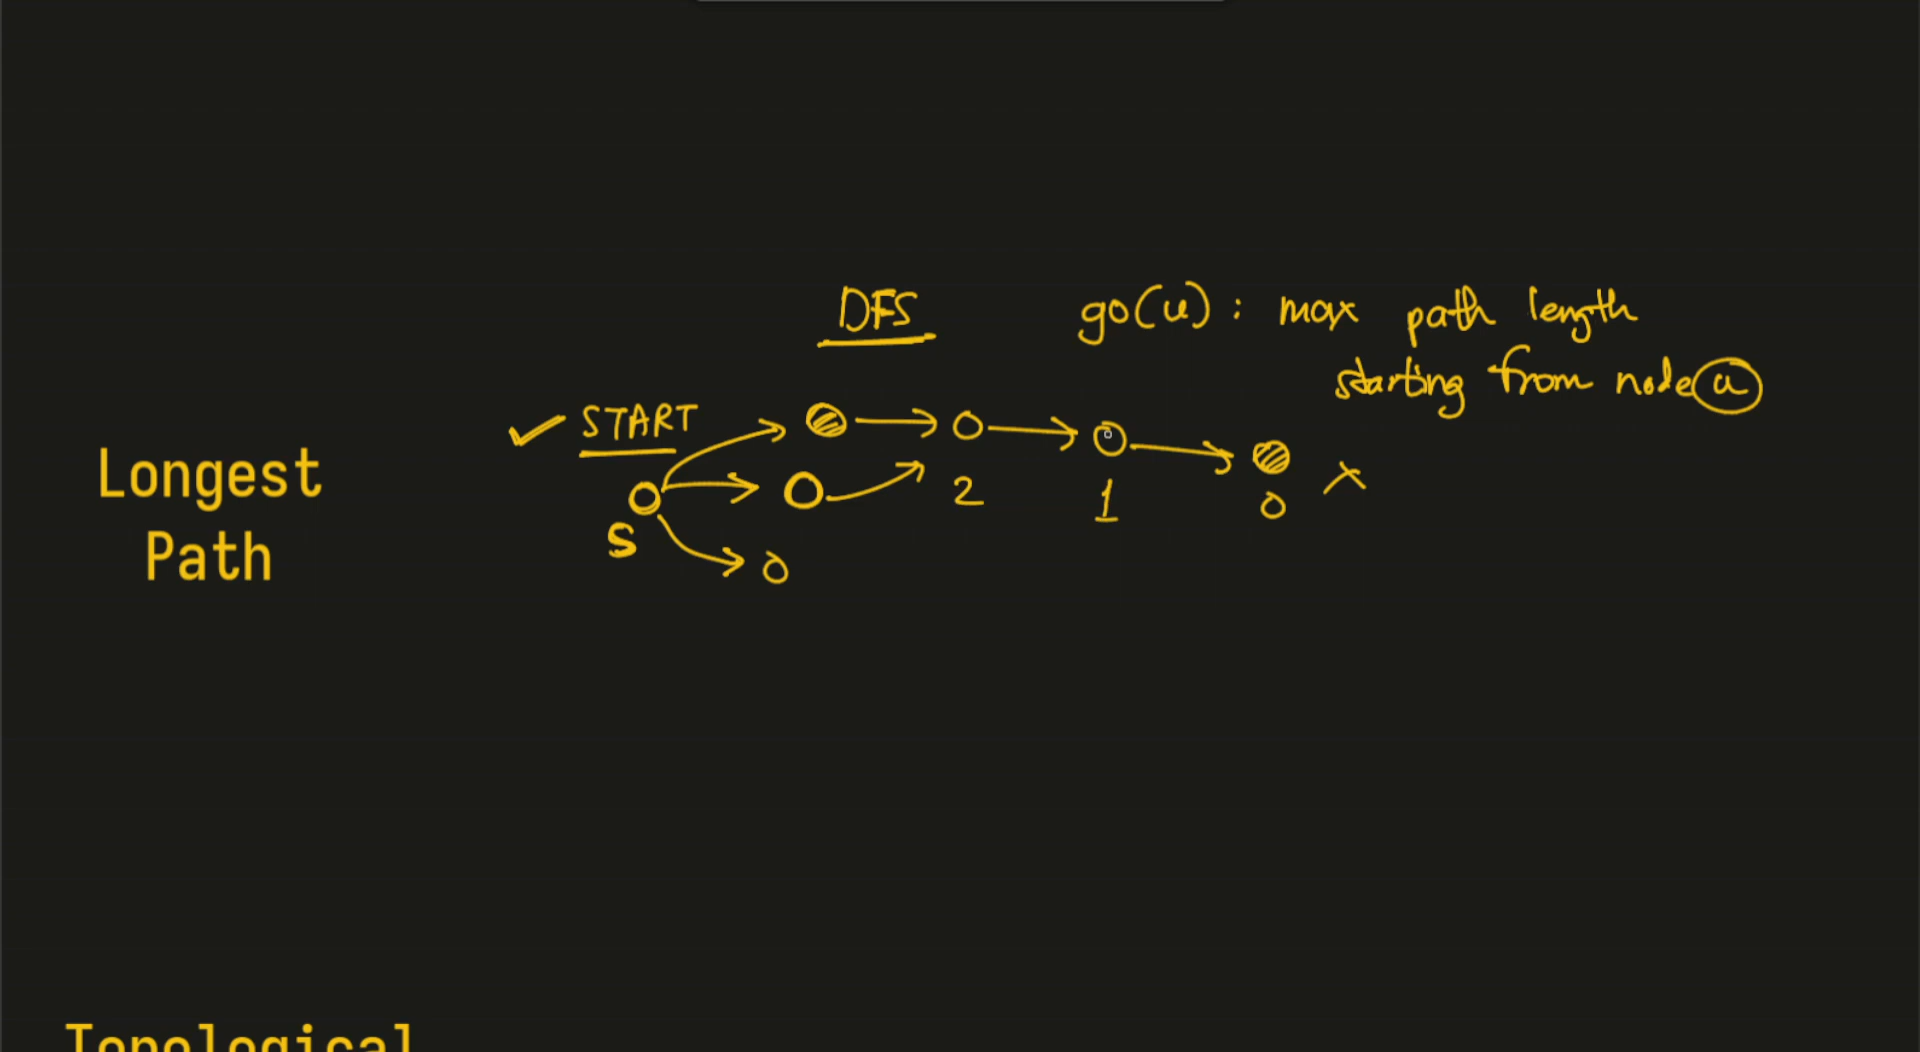 DFS
go(u) : max path length
starting from node u
✓ START
Longest
Path
S
2
1
0
x
Topological